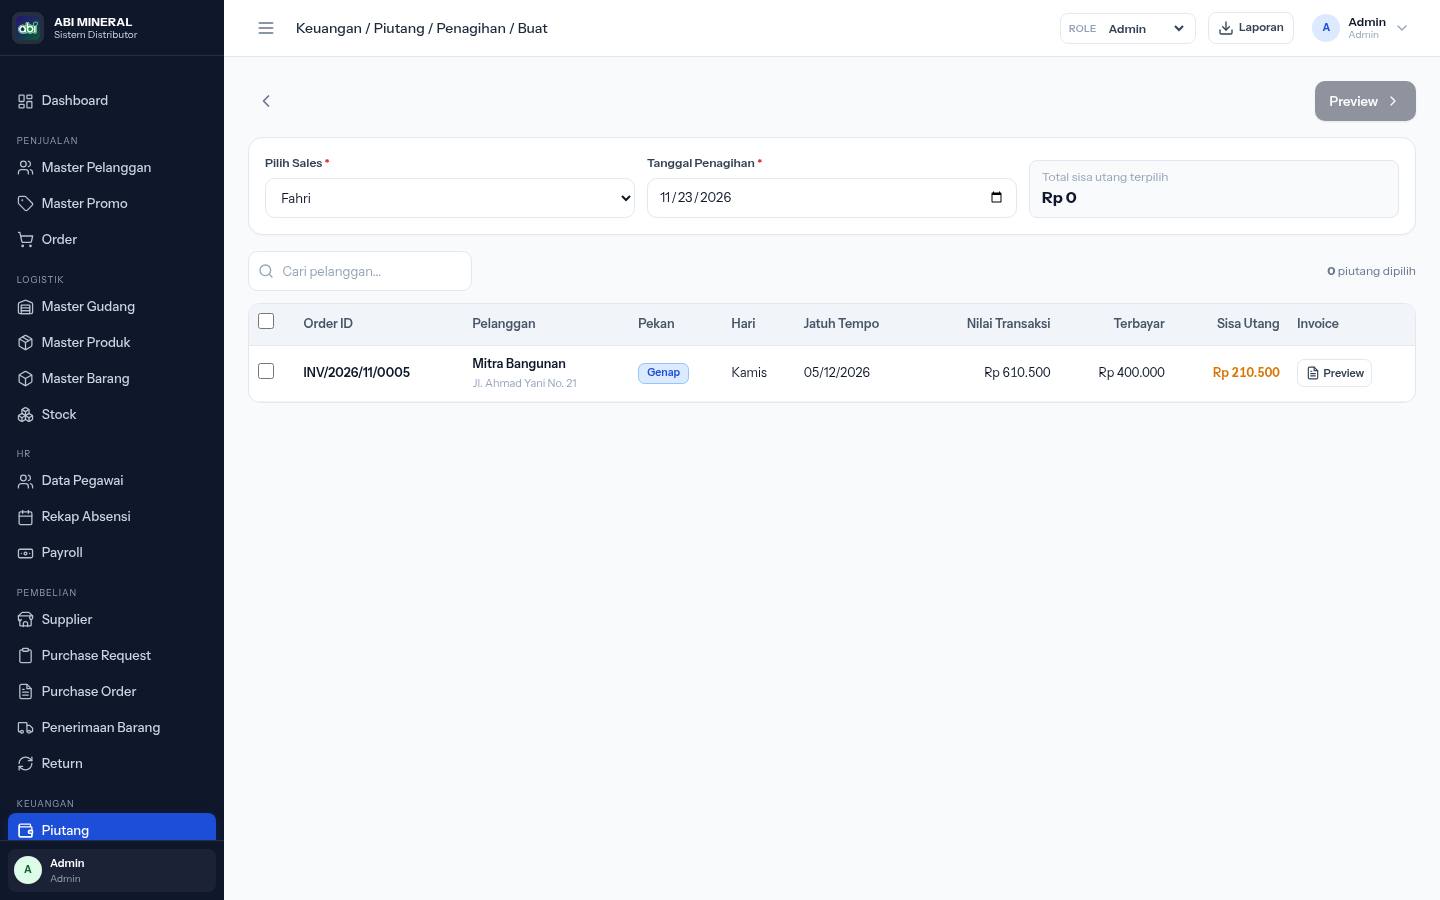 abi
ABI MINERAL
Sistem Distributor
Keuangan / Piutang / Penagihan / Buat
ROLE Admin
Laporan
A
Admin
Admin
Dashboard
PENJUALAN
Master Pelanggan
Master Promo
Order
LOGISTIK
Master Gudang
Master Produk
Master Barang
Stock
HR
Data Pegawai
Rekap Absensi
Payroll
PEMBELIAN
Supplier
Purchase Request
Purchase Order
Penerimaan Barang
Return
KEUANGAN
Piutang
A
Admin
Admin
Preview
Pilih Sales *
Fahri
Tanggal Penagihan *
11/23/2026
Total sisa utang terpilih
Rp 0
Cari pelanggan...
0 piutang dipilih
Order ID Pelanggan Pekan Hari Jatuh Tempo Nilai Transaksi Terbayar Sisa Utang Invoice
INV/2026/11/0005 Mitra Bangunan Genap Kamis 05/12/2026 Rp 610.500 Rp 400.000 Rp 210.500 Preview
Jl. Ahmad Yani No. 21